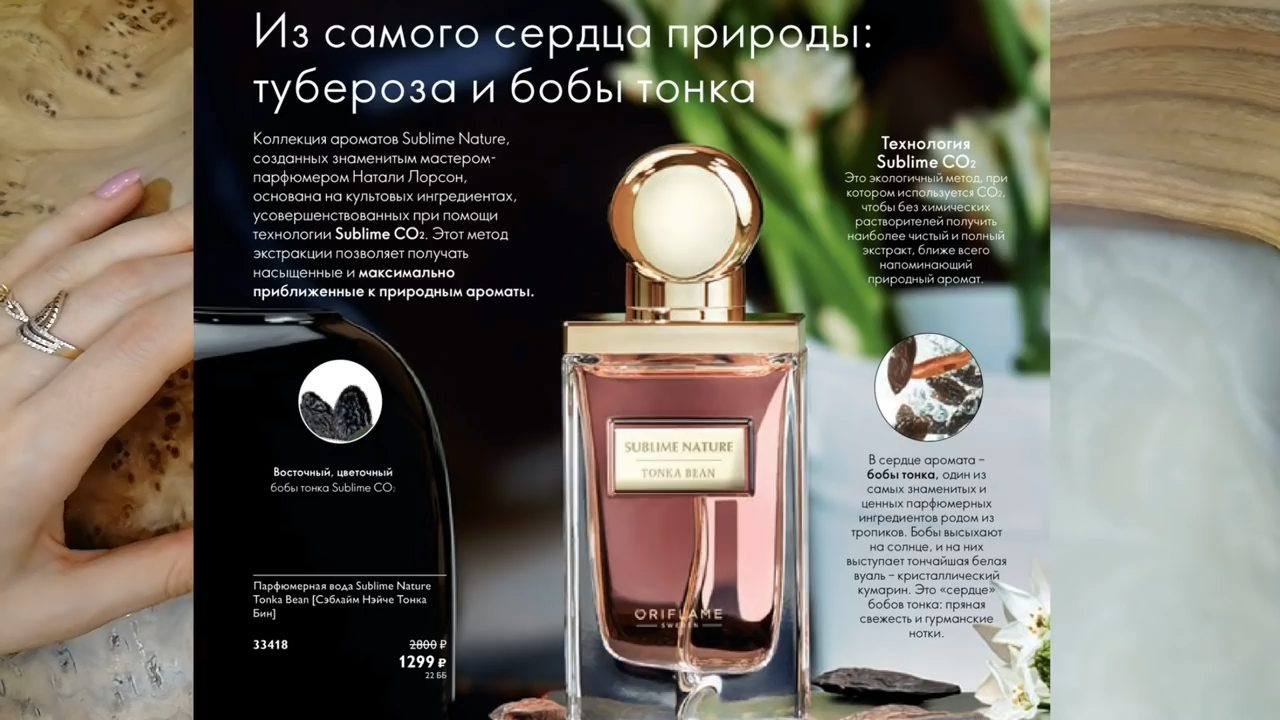 Из самого сердца природы:
тубероза и бобы тонка
Коллекция ароматов Sublime Nature,
созданных знаменитым мастером-
парфюмером Натали Лорсон,
основана на культовых ингредиентах,
усовершенствованных при помощи
технологии Sublime CO₂. Этот метод
экстракции позволяет получать
насыщенные и максимально
приближенные к природным ароматы.
Технология
Sublime CO₂
Это экологичный метод, при
котором используется CO₂,
чтобы без химических
растворителей получить
наиболее чистый и полный
экстракт, ближе всего
напоминающий
природный аромат.
Восточный, цветочный
бобы тонка Sublime CO₂
SUBLIME NATURE
TONKA BEAN
ORIFLAME
SWEDEN
В сердце аромата –
бобы тонка, один из
самых знаменитых и
ценных парфюмерных
ингредиентов родом из
тропиков. Бобы высыхают
на солнце, и на них
выступает тончайшая белая
вуаль – кристаллический
кумарин. Это «сердце»
бобов тонка: пряная
свежесть и гурманские
нотки.
Парфюмерная вода Sublime Nature
Tonka Bean [Сэблайм Нэйче Тонка
Бин]
33418
2800 ₽
1299 ₽
22 ББ